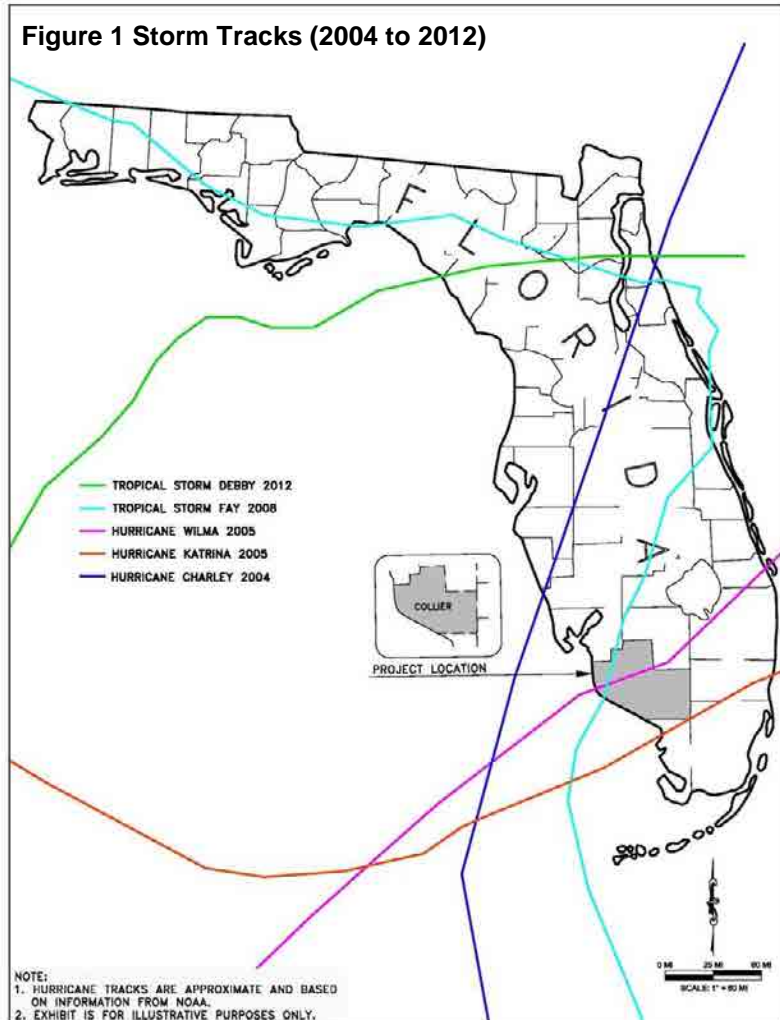 Figure 1 Storm Tracks (2004 to 2012)
FLORIDA
TROPICAL STORM DEBBY 2012
TROPICAL STORM FAY 2008
HURRICANE WILMA 2005
HURRICANE KATRINA 2005
HURRICANE CHARLEY 2004
COLLIER
PROJECT LOCATION
0 MI
SCALE: 1" = 60 MI
NOTE:
1. HURRICANE TRACKS ARE APPROXIMATE AND BASED
ON INFORMATION FROM NOAA.
2. EXHIBIT IS FOR ILLUSTRATIVE PURPOSES ONLY.